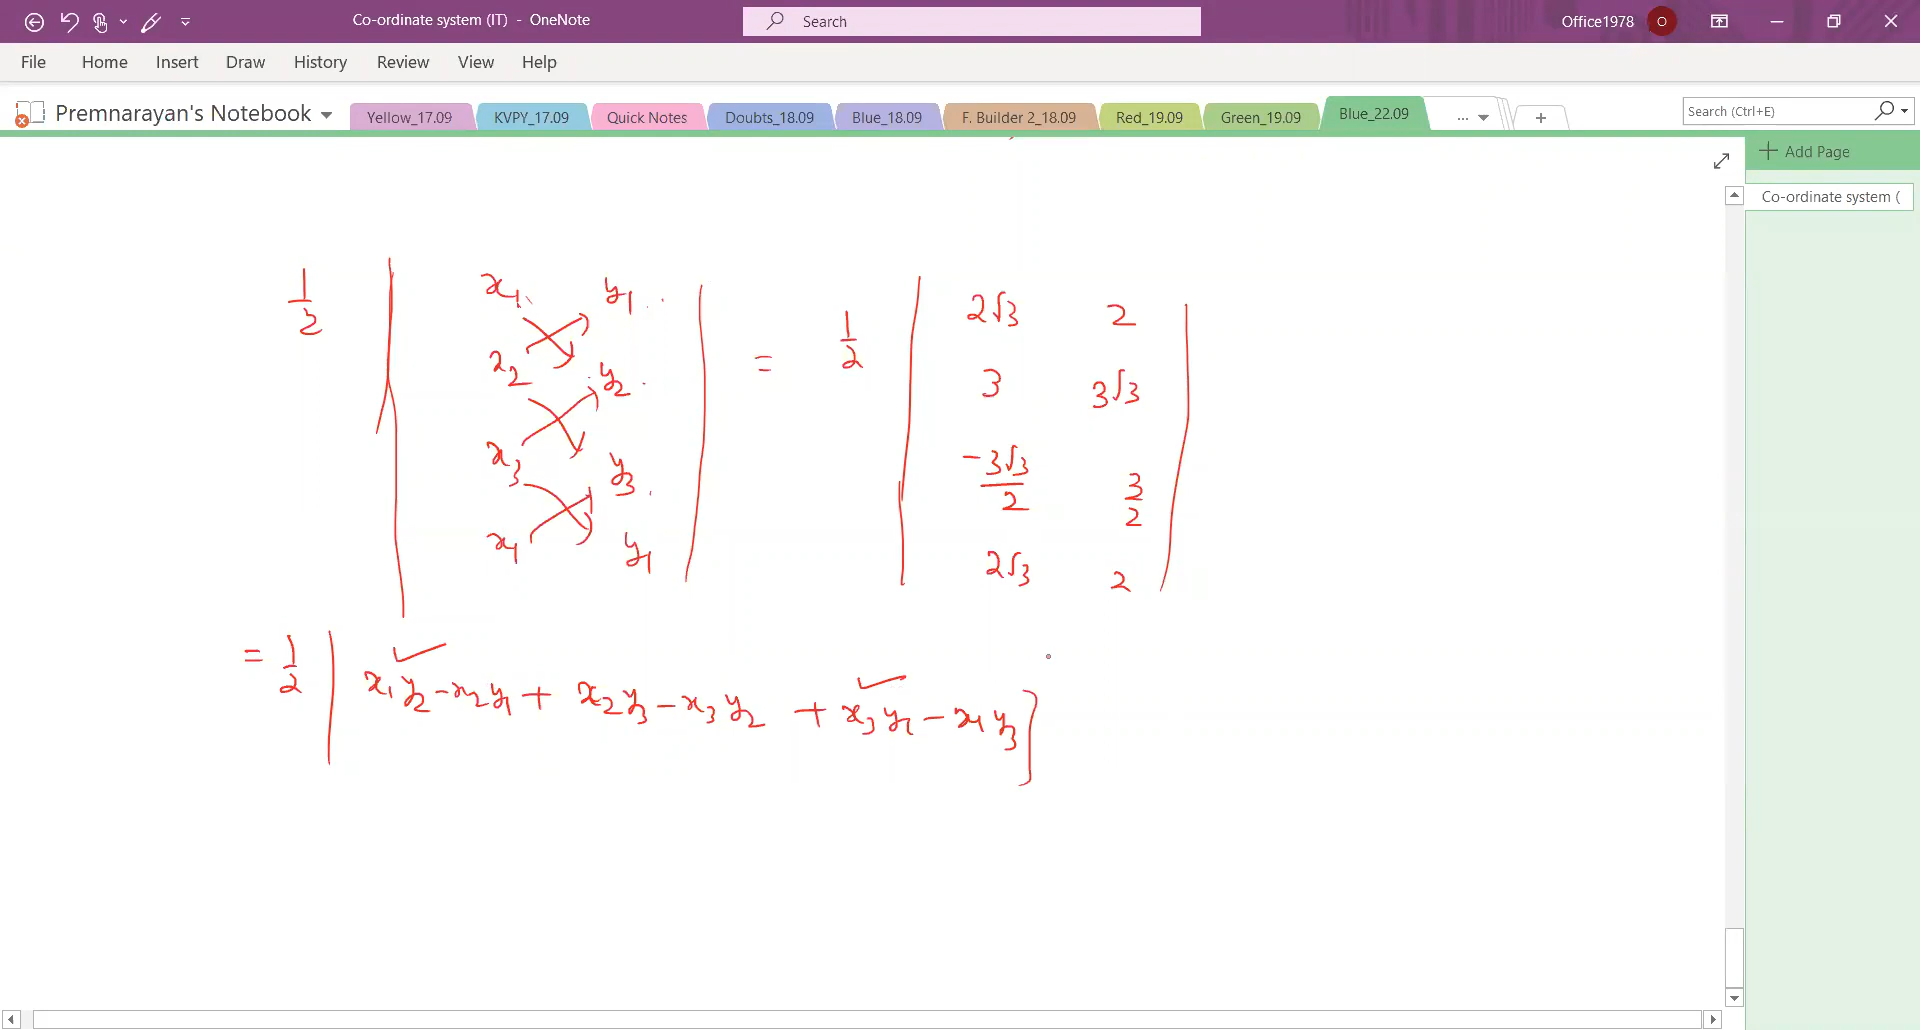 Co-ordinate system (IT) - OneNote
Search
Office1978
O
File Home Insert Draw History Review View Help
Premnarayan's Notebook
Yellow_17.09 KVPY_17.09 Quick Notes Doubts_18.09 Blue_18.09 F. Builder 2_18.09 Red_19.09 Green_19.09 Blue_22.09 ... +
Search (Ctrl+E)
Add Page
Co-ordinate system (
1/2 | x₁ y₁ | = 1/2 | 2√3 2 |
x₂ y₂ 3 3√3
x₃ y₃ -3√3/2 3/2
x₁ y₁ 2√3 2
= 1/2 | x₁y₂ - x₂y₁ + x₂y₃ - x₃y₂ + x₃y₁ - x₁y₃ ]